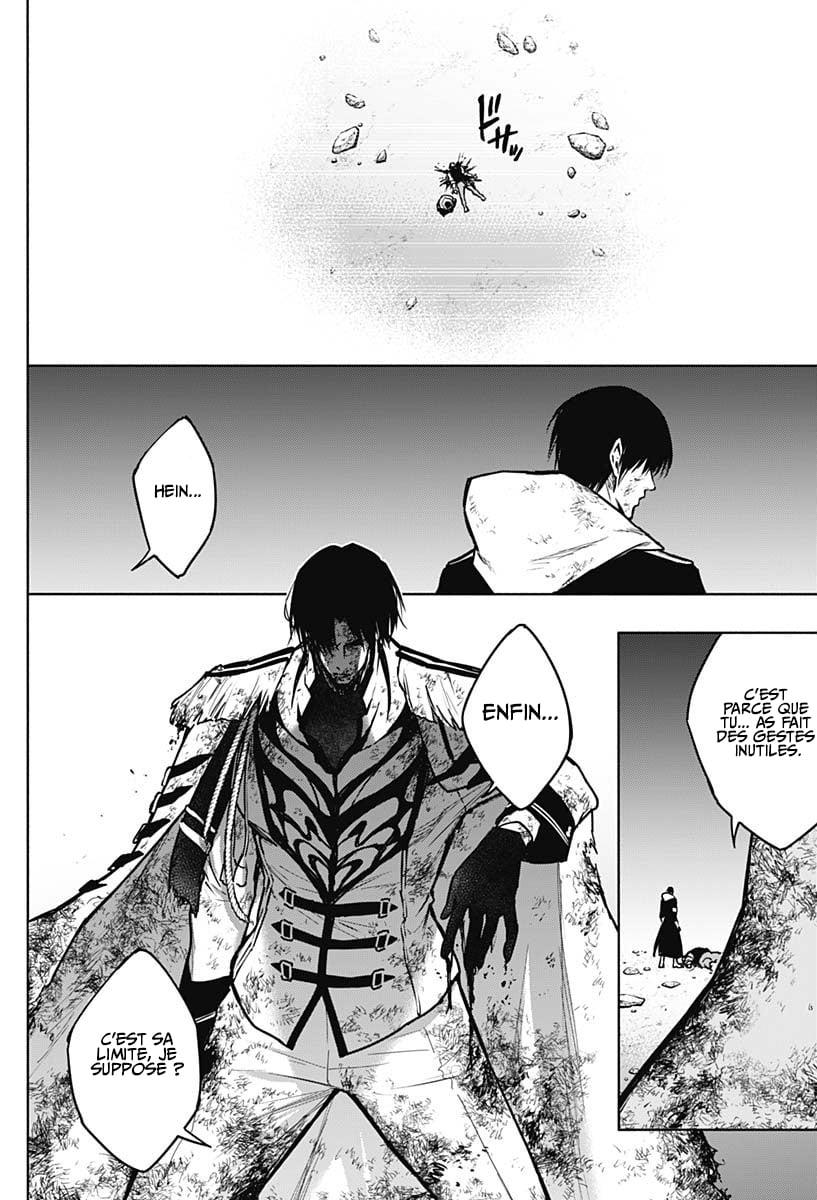 ドサッ
HEIN...
C'EST
PARCE QUE
TU... AS FAIT
DES GESTES
INUTILES.
ENFIN...
C'EST SA
LIMITE, JE
SUPPOSE ?